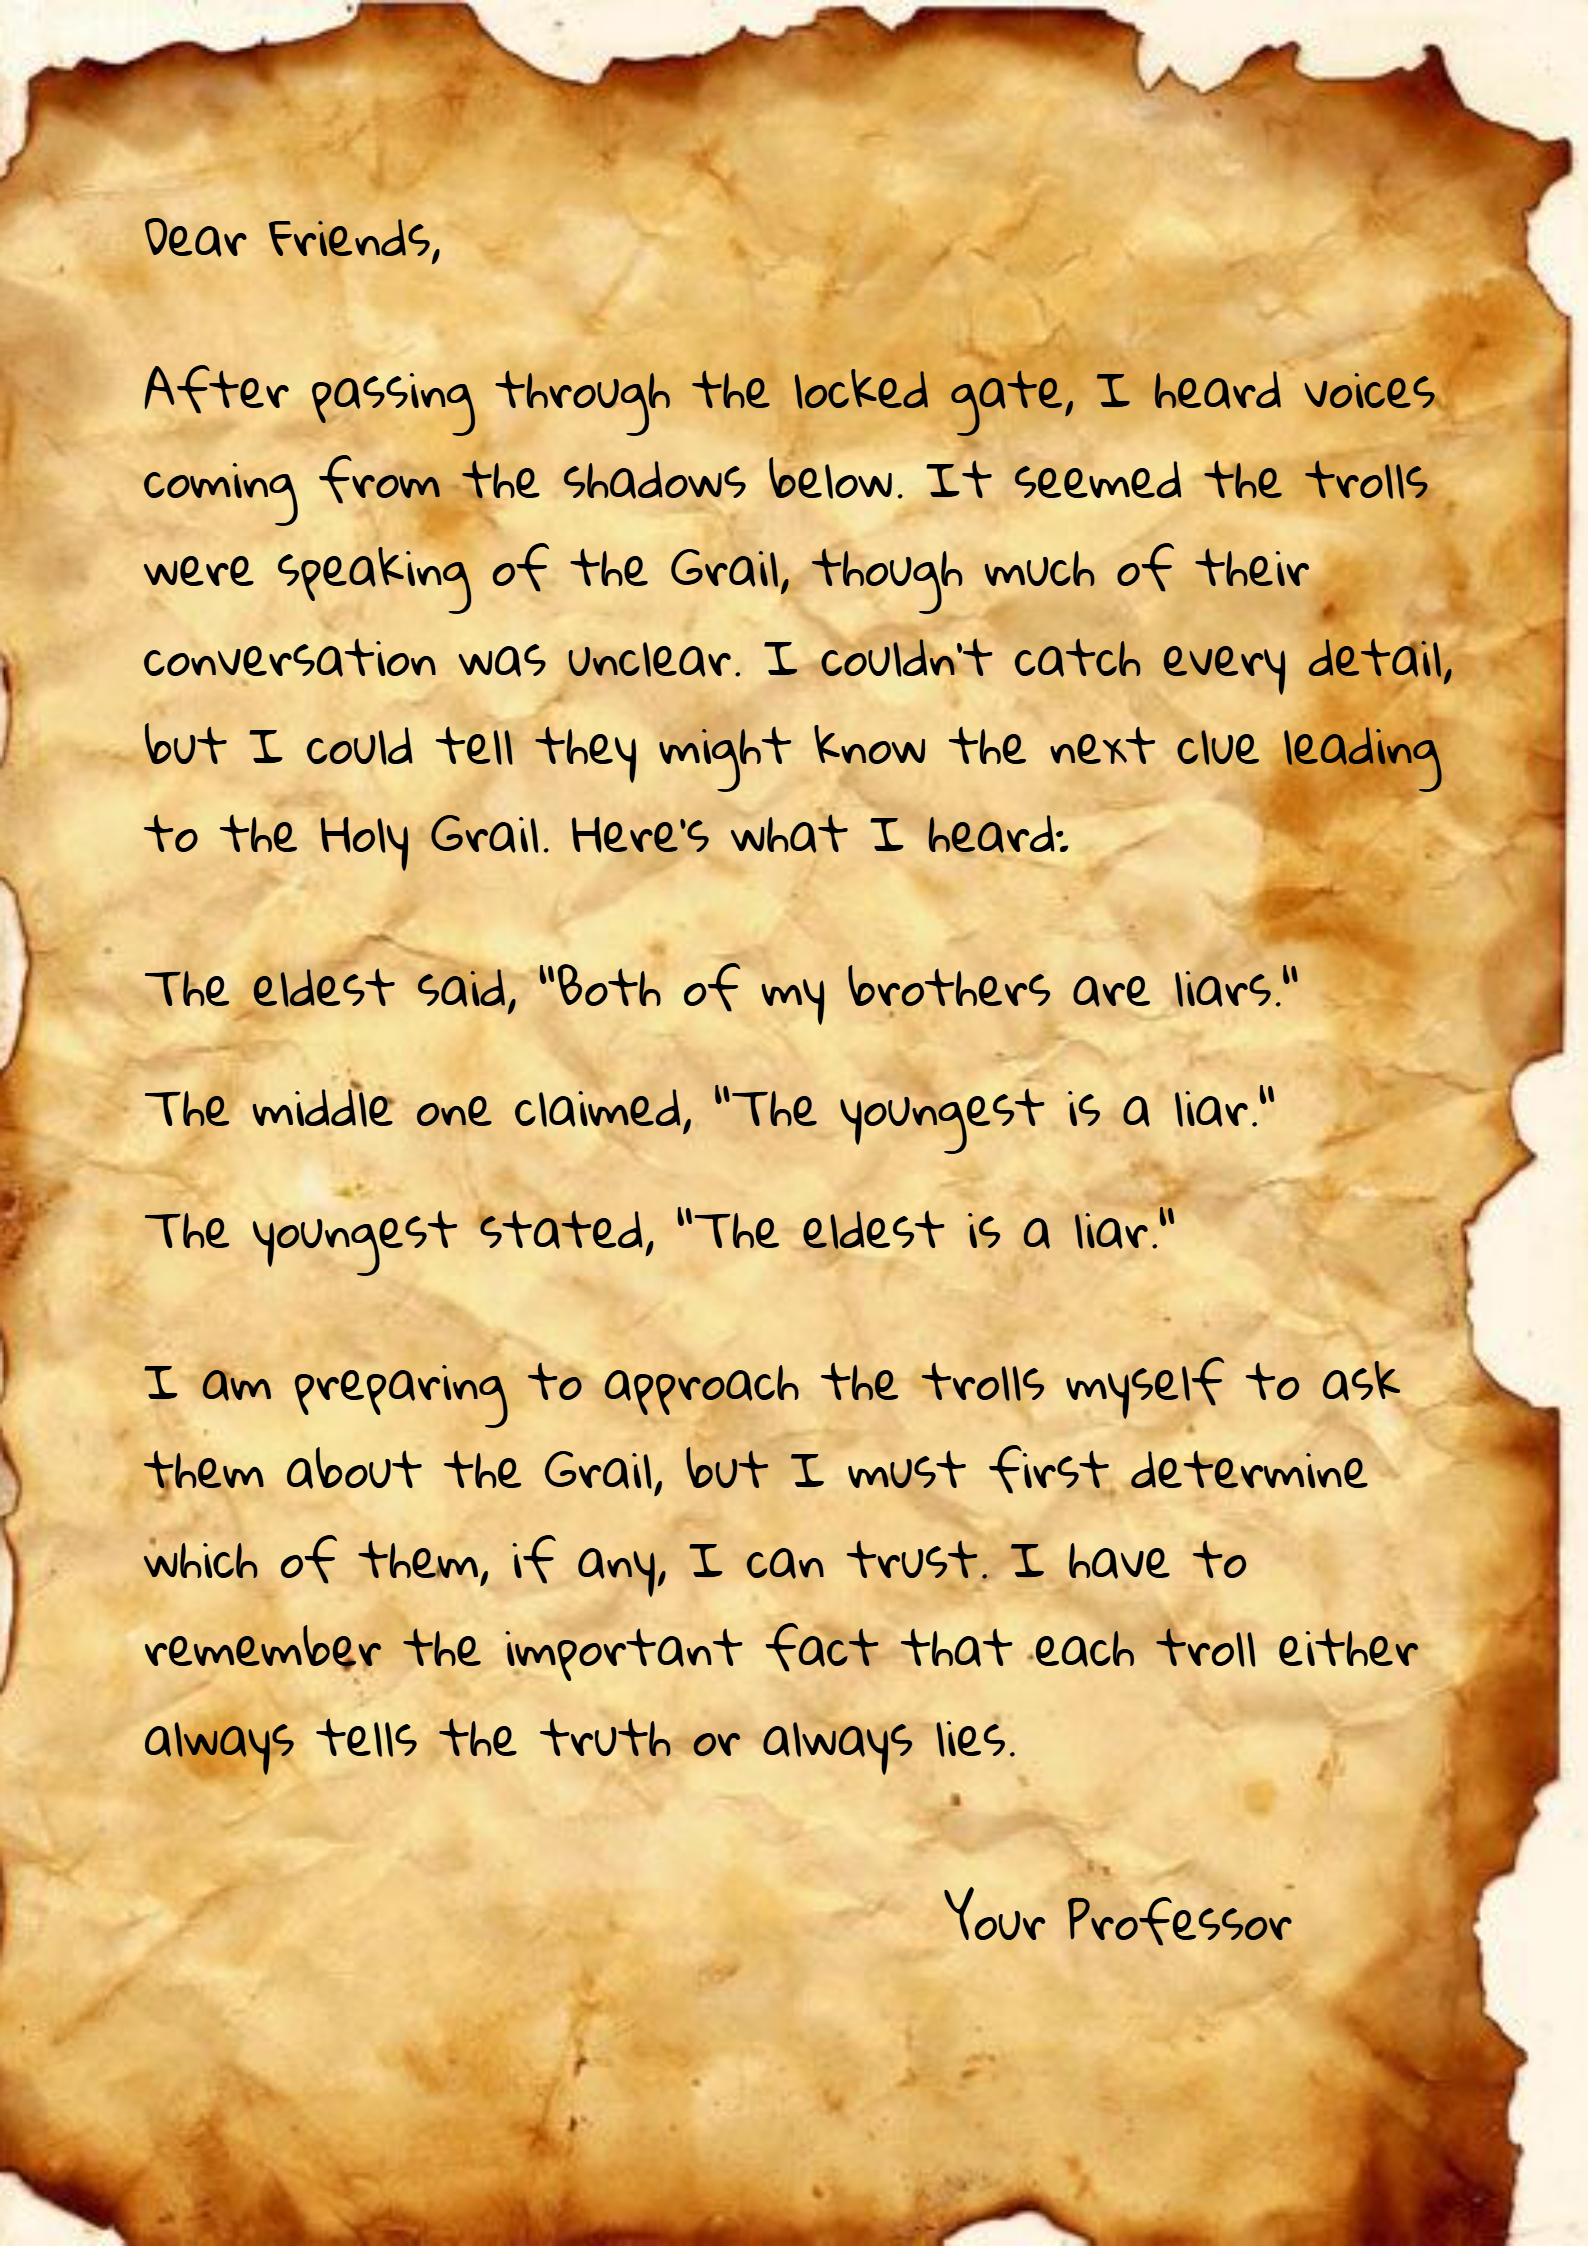 Dear Friends,
After passing through the locked gate, I heard voices
coming from the shadows below. It seemed the trolls
were speaking of the Grail, though much of their
conversation was unclear. I couldn't catch every detail,
but I could tell they might know the next clue leading
to the Holy Grail. Here's what I heard:
The eldest said, "Both of my brothers are liars."
The middle one claimed, "The youngest is a liar."
The youngest stated, "The eldest is a liar."
I am preparing to approach the trolls myself to ask
them about the Grail, but I must first determine
which of them, if any, I can trust. I have to
remember the important fact that each troll either
always tells the truth or always lies.
Your Professor